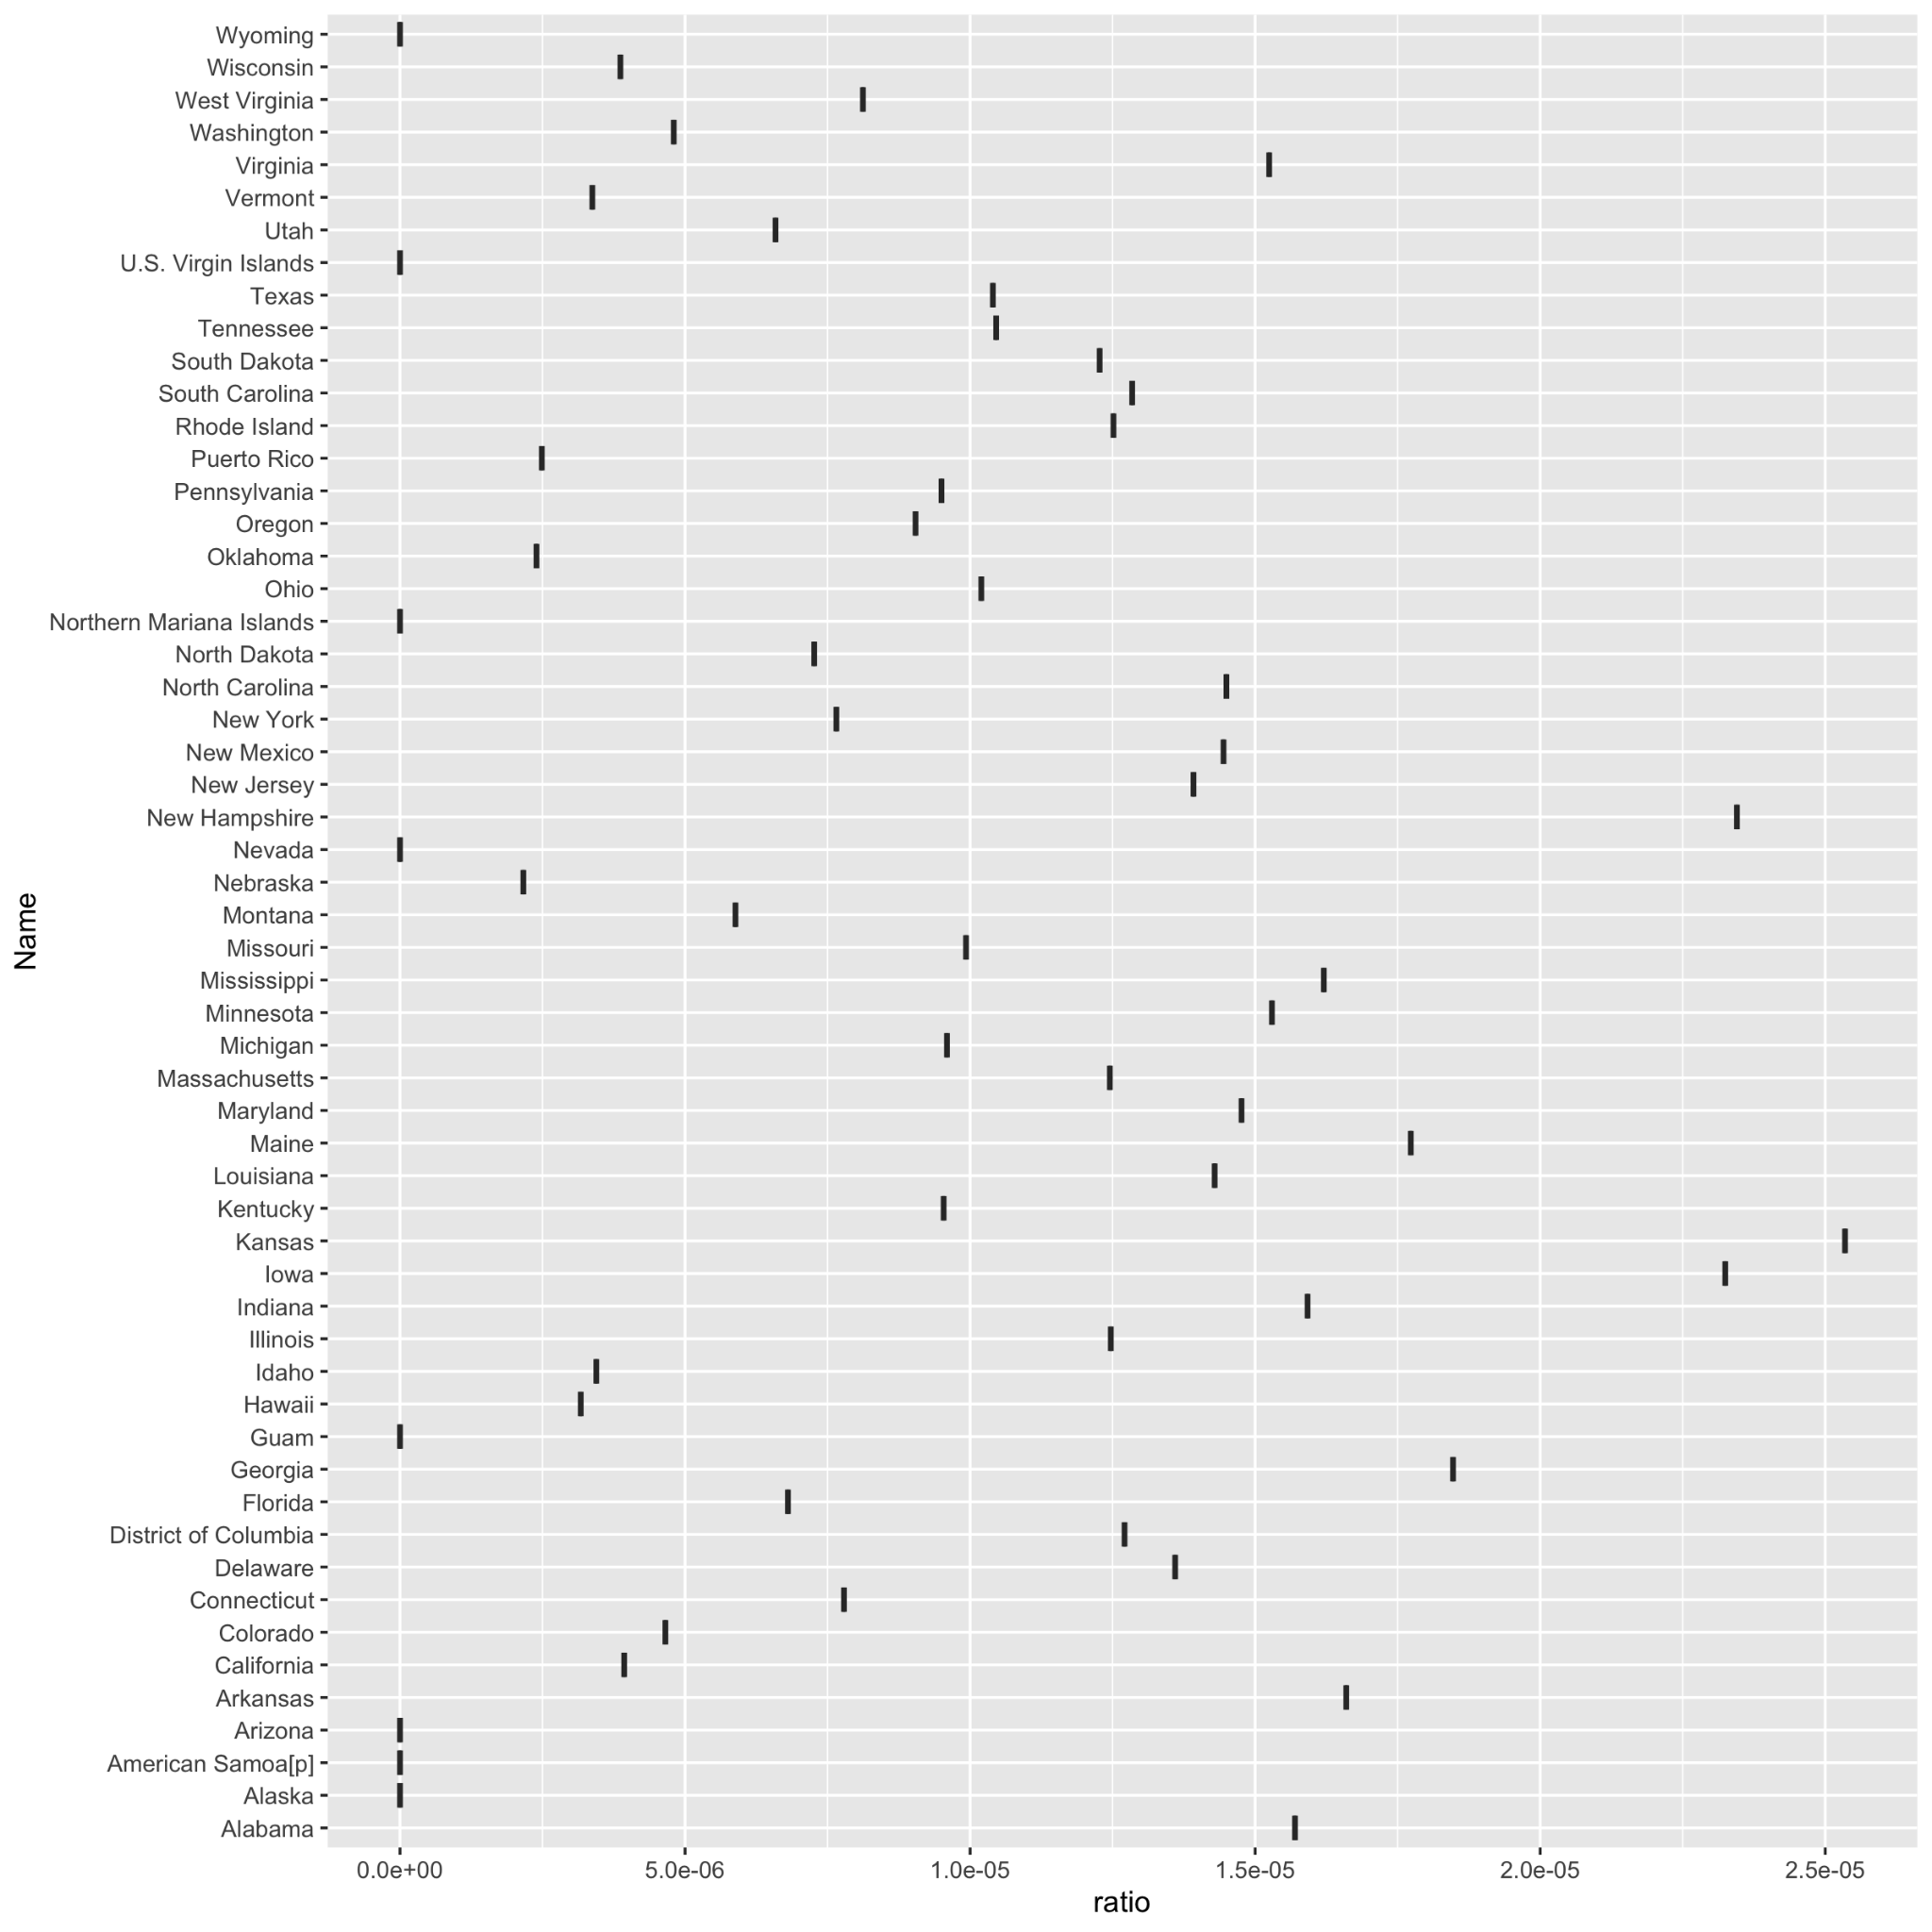 Wyoming
Wisconsin
West Virginia
Washington
Virginia
Vermont
Utah
U.S. Virgin Islands
Texas
Tennessee
South Dakota
South Carolina
Rhode Island
Puerto Rico
Pennsylvania
Oregon
Oklahoma
Ohio
Northern Mariana Islands
North Dakota
North Carolina
New York
New Mexico
New Jersey
New Hampshire
Nevada
Nebraska
Montana
Missouri
Mississippi
Minnesota
Michigan
Massachusetts
Maryland
Maine
Louisiana
Kentucky
Kansas
Iowa
Indiana
Illinois
Idaho
Hawaii
Guam
Georgia
Florida
District of Columbia
Delaware
Connecticut
Colorado
California
Arkansas
Arizona
American Samoa[p]
Alaska
Alabama
Name
0.0e+00 5.0e-06 1.0e-05 1.5e-05 2.0e-05 2.5e-05
ratio